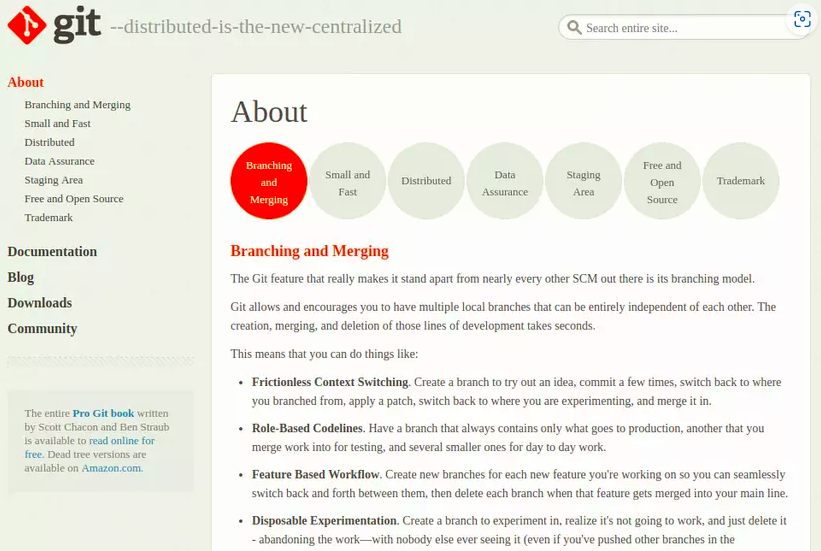 git --distributed-is-the-new-centralized
Search entire site...
About
Branching and Merging
Small and Fast
Distributed
Data Assurance
Staging Area
Free and Open Source
Trademark
Documentation
Blog
Downloads
Community
The entire Pro Git book written
by Scott Chacon and Ben Straub
is available to read online for
free. Dead tree versions are
available on Amazon.com.
About
Branching
and
Merging
Small and
Fast
Distributed
Data
Assurance
Staging
Area
Free and
Open
Source
Trademark
Branching and Merging
The Git feature that really makes it stand apart from nearly every other SCM out there is its branching model.
Git allows and encourages you to have multiple local branches that can be entirely independent of each other. The
creation, merging, and deletion of those lines of development takes seconds.
This means that you can do things like:
• Frictionless Context Switching. Create a branch to try out an idea, commit a few times, switch back to where
you branched from, apply a patch, switch back to where you are experimenting, and merge it in.
• Role-Based Codelines. Have a branch that always contains only what goes to production, another that you
merge work into for testing, and several smaller ones for day to day work.
• Feature Based Workflow. Create new branches for each new feature you're working on so you can seamlessly
switch back and forth between them, then delete each branch when that feature gets merged into your main line.
• Disposable Experimentation. Create a branch to experiment in, realize it's not going to work, and just delete it
- abandoning the work—with nobody else ever seeing it (even if you've pushed other branches in the